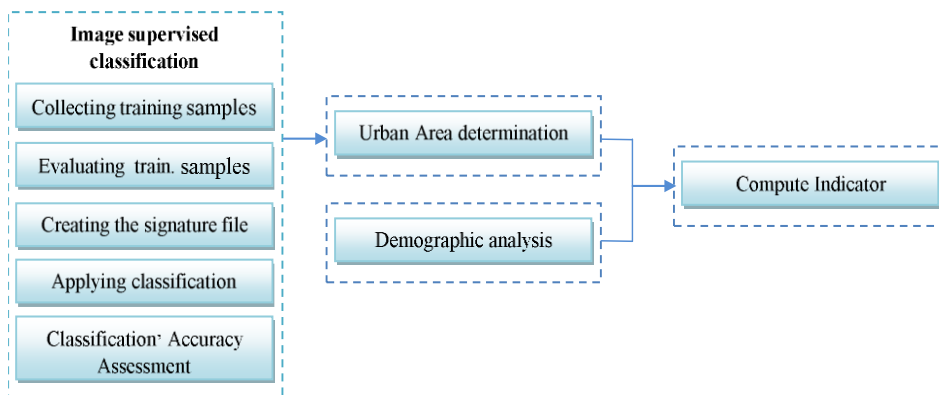 Image supervised
classification
Collecting training samples
Evaluating train. samples
Creating the signature file
Applying classification
Classification' Accuracy
Assessment
Urban Area determination
Demographic analysis
Compute Indicator